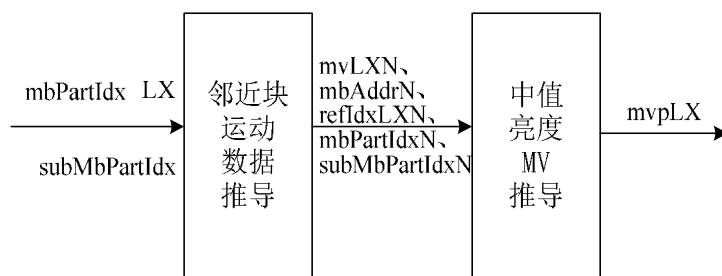 mbPartIdx LX
subMbPartIdx
邻近块
运动
数据
推导
mvLXN、
mbAddrN、
refIdxLXN、
mbPartIdxN、
subMbPartIdxN
中值
亮度
MV
推导
mvpLX